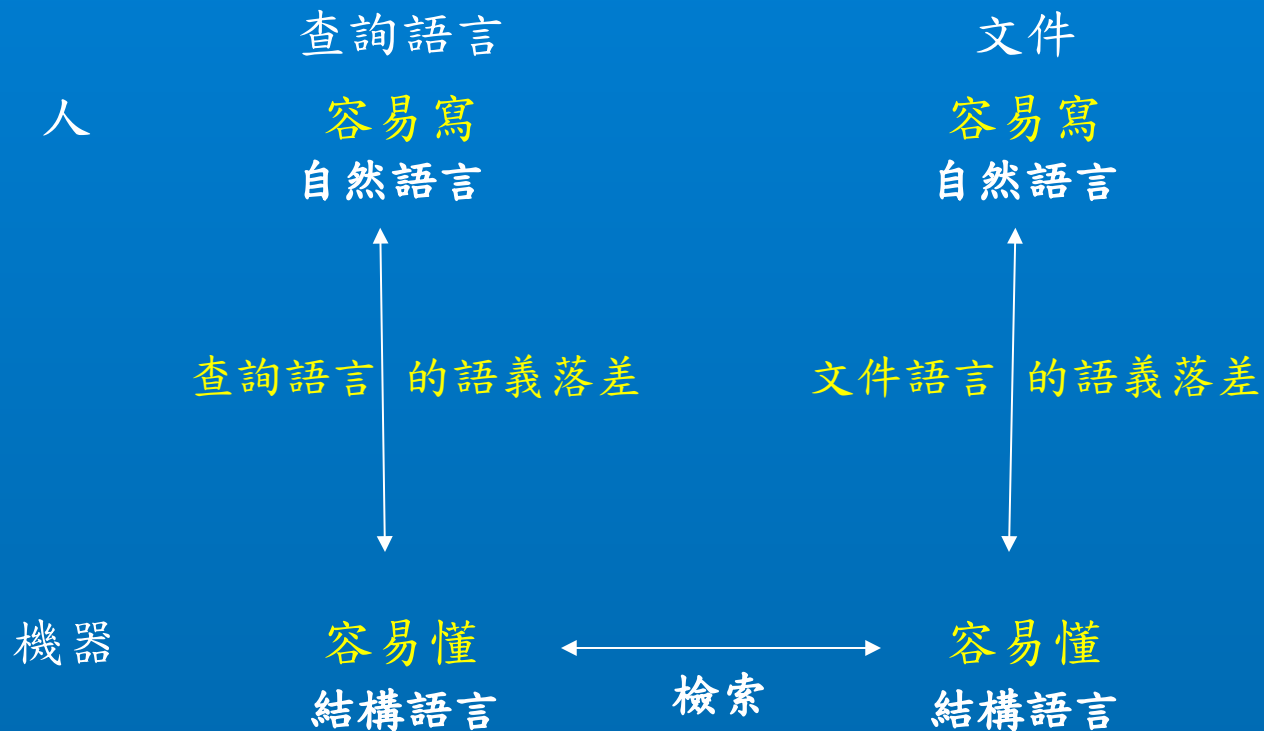 查詢語言 文件
人 容易寫 容易寫
自然語言 自然語言
查詢語言 的語義落差 文件語言 的語義落差
機器 容易懂 容易懂
檢索
結構語言 結構語言